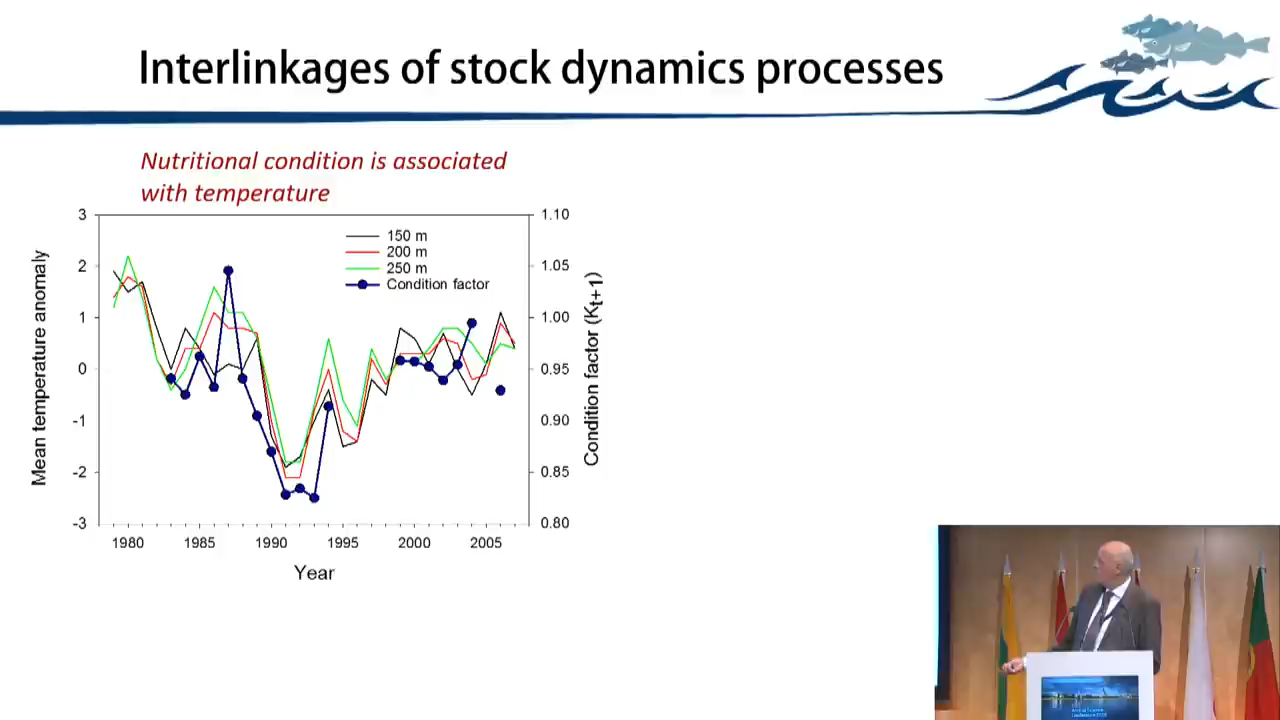 Interlinkages of stock dynamics processes
Nutritional condition is associated
with temperature
3
2
1
0
-1
-2
-3
Mean temperature anomaly
150 m
200 m
250 m
Condition factor
1.10
1.05
1.00
0.95
0.90
0.85
0.80
Condition factor (Kt+1)
1980 1985 1990 1995 2000 2005
Year